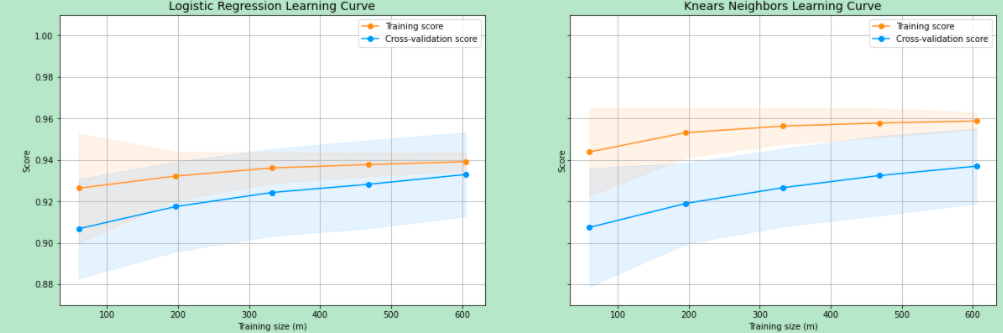 Logistic Regression Learning Curve
Training score
Cross-validation score
1.00
0.98
0.96
0.94
0.92
0.90
0.88
Score
100
200
300
400
500
600
Training size (m)
Knears Neighbors Learning Curve
Training score
Cross-validation score
Score
100
200
300
400
500
600
Training size (m)